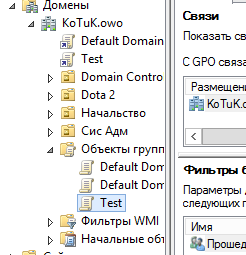 Домены
KoTuK.owo
Default Domain
Test
Domain Contro
Dota 2
Начальство
Сис Адм
Объекты групп
Default Dom
Default Dom
Test
Фильтры WMI
Начальные об
Связи
Показать св
С GPO связа
Размещени
KoTuK.
Фильтры б
Параметры
следующих г
Имя
Прошед